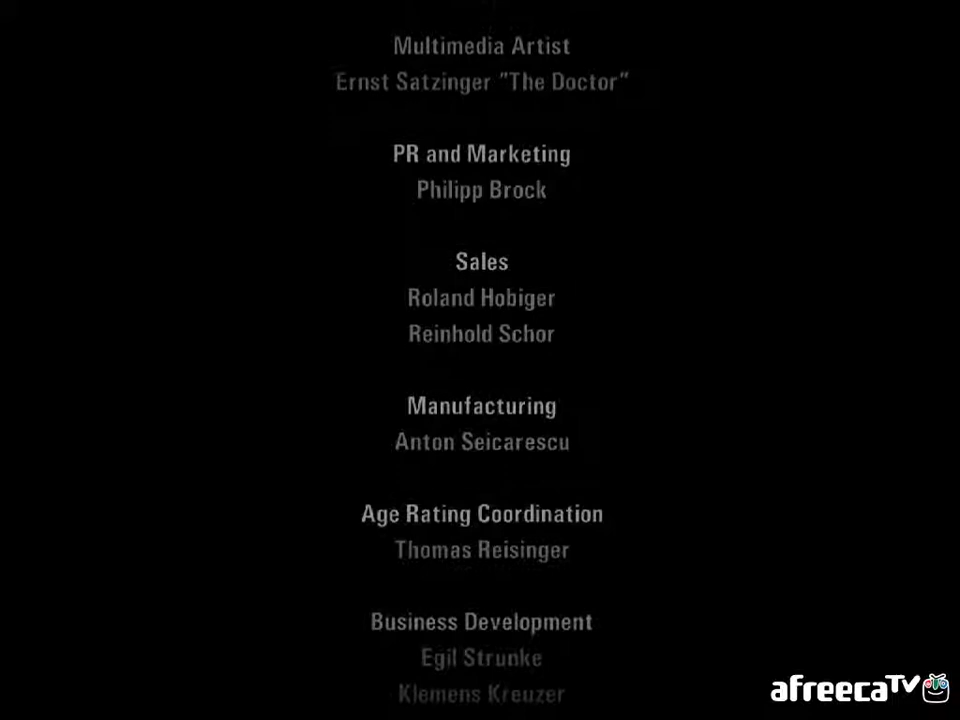 Multimedia Artist
Ernst Satzinger "The Doctor"
PR and Marketing
Philipp Brock
Sales
Roland Hobiger
Reinhold Schor
Manufacturing
Anton Seicarescu
Age Rating Coordination
Thomas Reisinger
Business Development
Egil Strunke
Klemens Kreuzer
afreecaTV